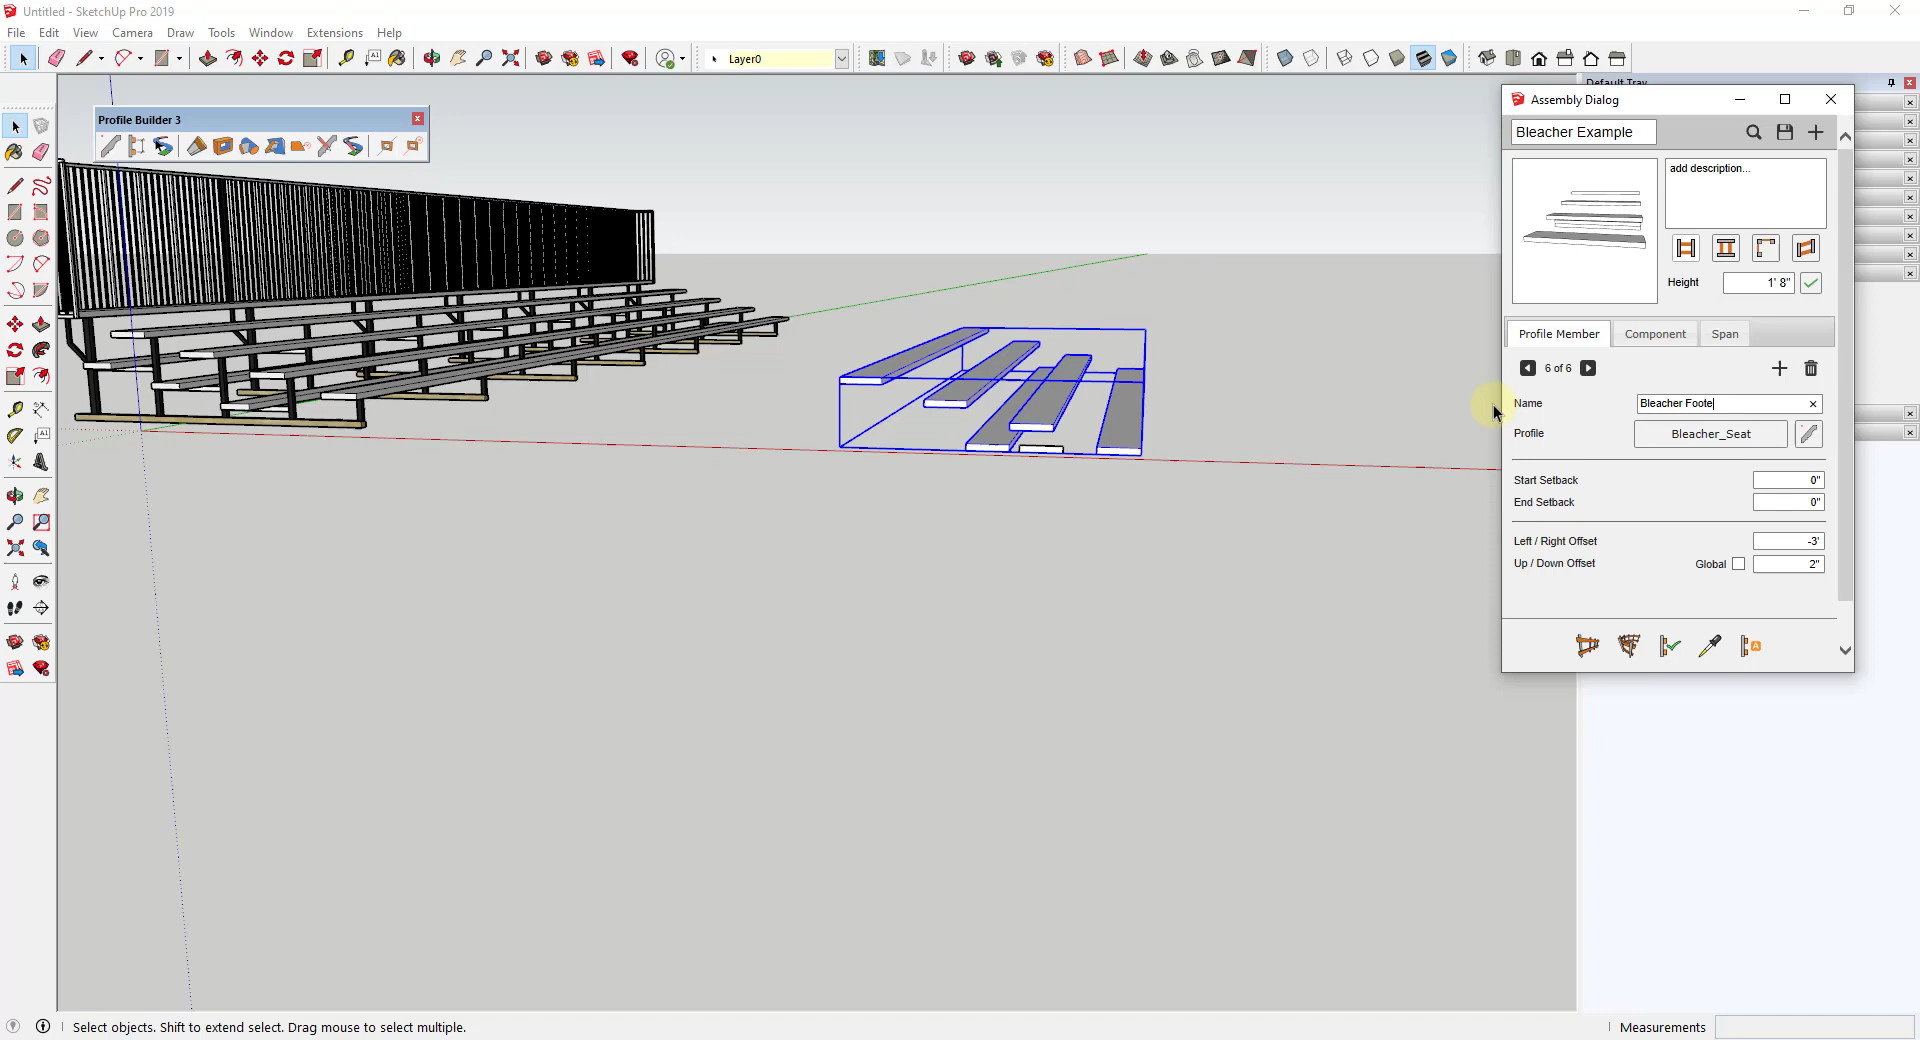 Untitled - SketchUp Pro 2019
File Edit View Camera Draw Tools Window Extensions Help
Layer0
Default Tray
Profile Builder 3
Assembly Dialog
Bleacher Example
add description...
Height 1' 8"
Profile Member Component Span
6 of 6
Name Bleacher Foote
Profile Bleacher_Seat
Start Setback 0"
End Setback 0"
Left / Right Offset -3'
Up / Down Offset Global 2"
Select objects. Shift to extend select. Drag mouse to select multiple.
Measurements